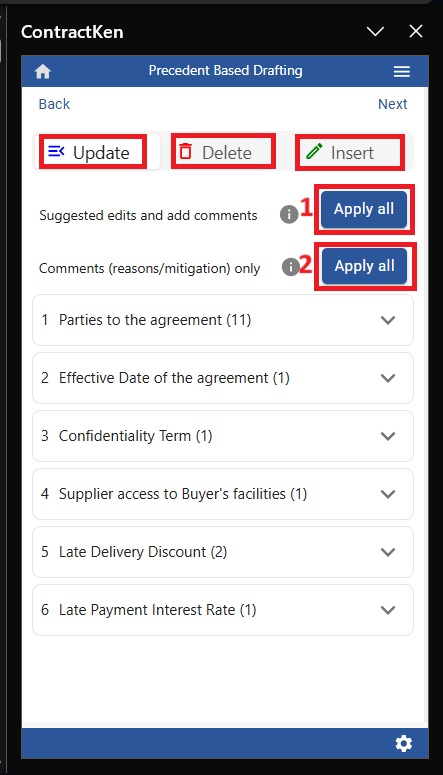 ContractKen
Precedent Based Drafting
Back Next
Update Delete Insert
Suggested edits and add comments i 1 Apply all
Comments (reasons/mitigation) only i 2 Apply all
1 Parties to the agreement (11)
2 Effective Date of the agreement (1)
3 Confidentiality Term (1)
4 Supplier access to Buyer's facilities (1)
5 Late Delivery Discount (2)
6 Late Payment Interest Rate (1)